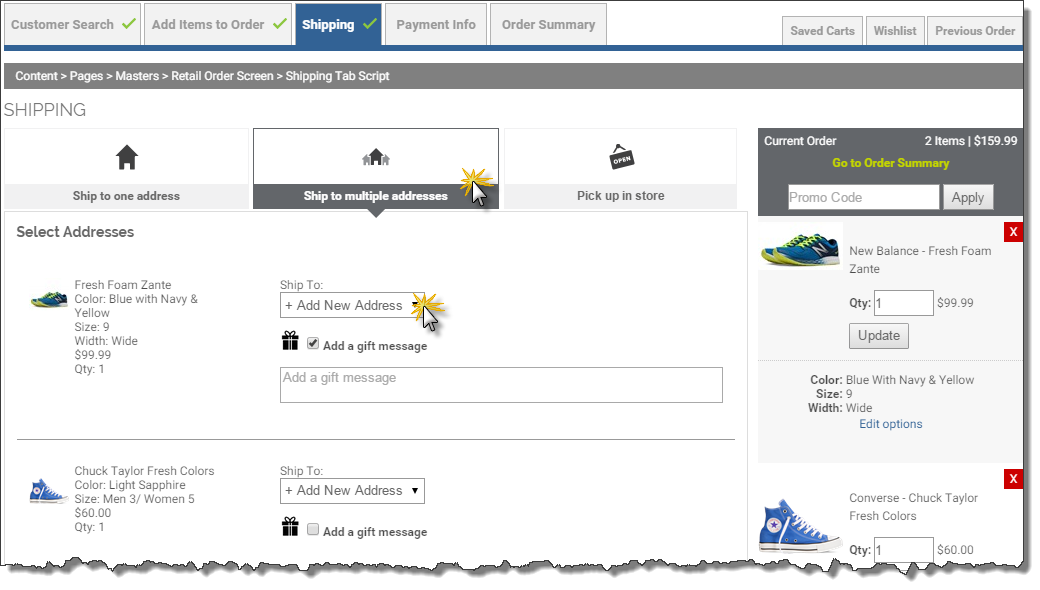 Customer Search
Add Items to Order
Shipping
Payment Info
Order Summary
Saved Carts
Wishlist
Previous Order
Content > Pages > Masters > Retail Order Screen > Shipping Tab Script
SHIPPING
Ship to one address
Ship to multiple addresses
OPEN
Pick up in store
Select Addresses
Fresh Foam Zante
Color: Blue with Navy &
Yellow
Size: 9
Width: Wide
$99.99
Qty: 1
Ship To:
+ Add New Address
Add a gift message
Add a gift message
Chuck Taylor Fresh Colors
Color: Light Sapphire
Size: Men 3/ Women 5
$60.00
Qty: 1
Ship To:
+ Add New Address
Add a gift message
Current Order
2 Items | $159.99
Go to Order Summary
Promo Code
Apply
X
New Balance - Fresh Foam
Zante
Qty: 1 $99.99
Update
Color: Blue With Navy & Yellow
Size: 9
Width: Wide
Edit options
X
Converse - Chuck Taylor
Fresh Colors
Qty: 1 $60.00